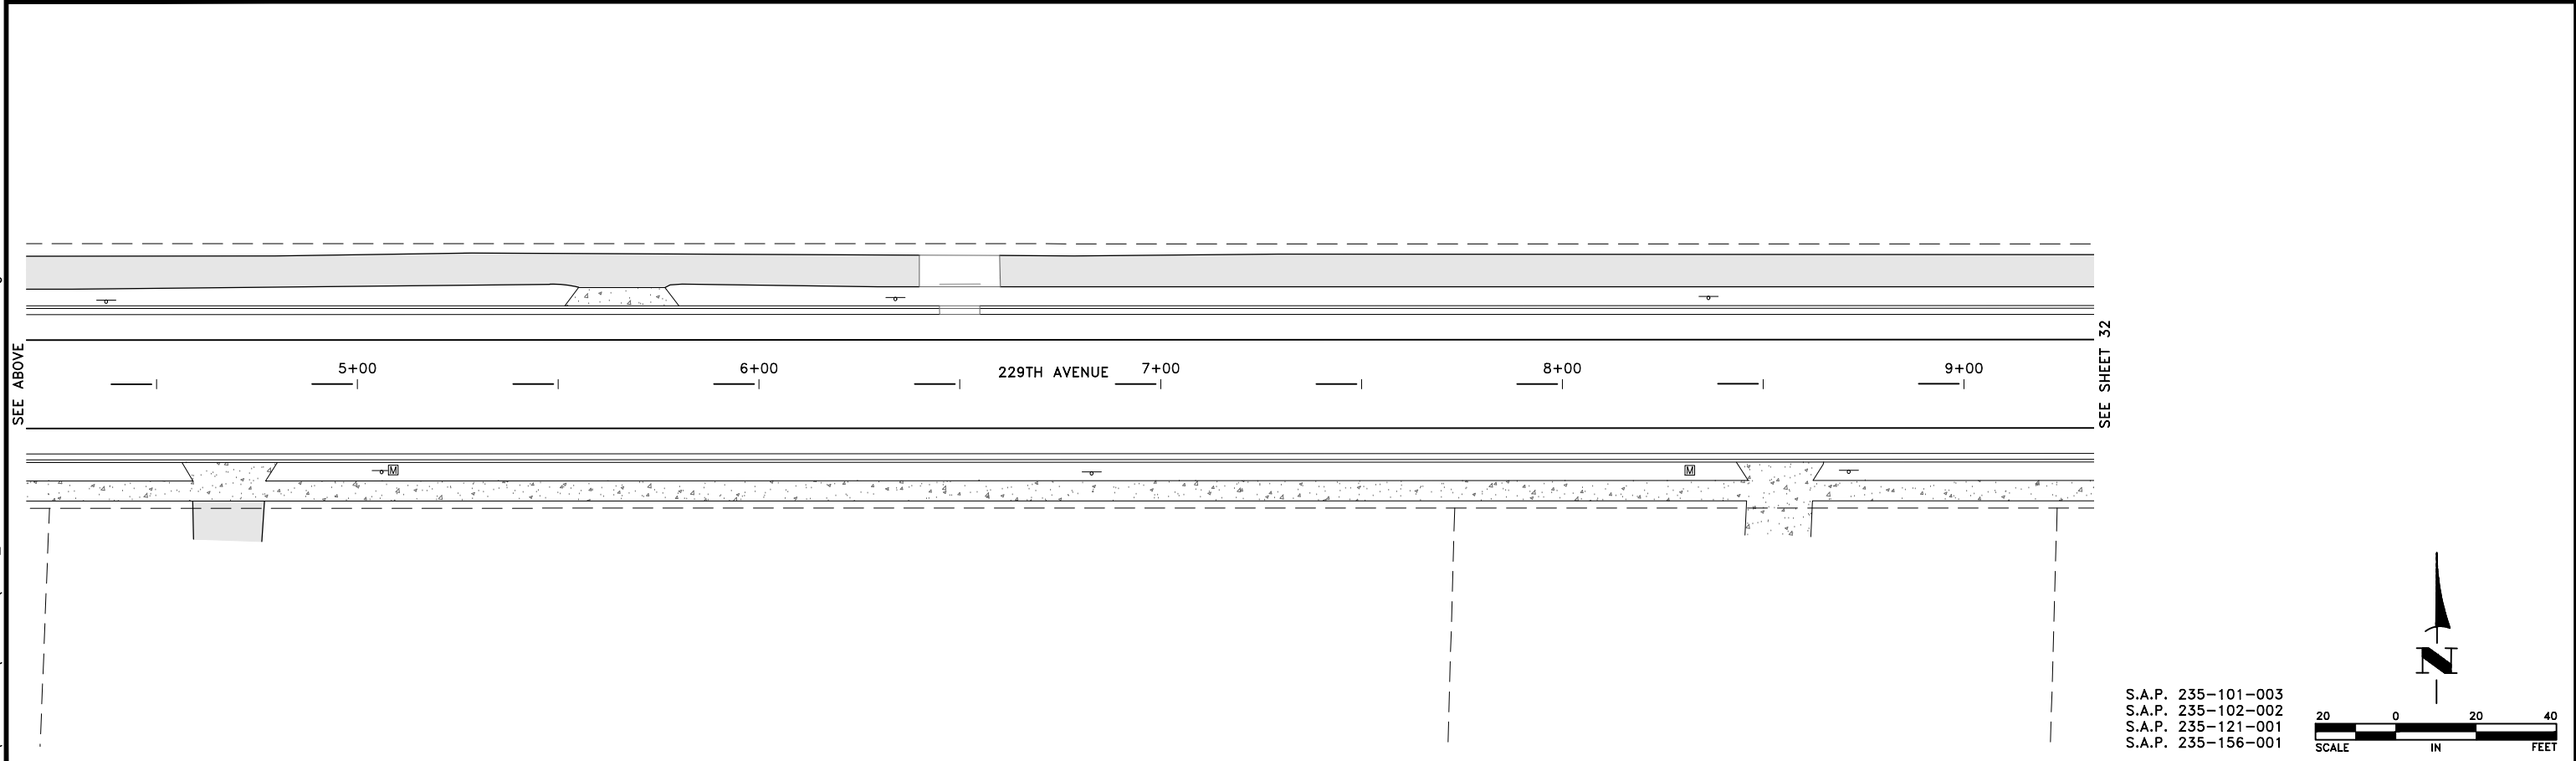 SEE ABOVE
5+00
6+00
229TH AVENUE
7+00
8+00
9+00
SEE SHEET 32
M
M
N
S.A.P. 235-101-003
S.A.P. 235-102-002
S.A.P. 235-121-001
S.A.P. 235-156-001
20 0 20 40
SCALE IN FEET